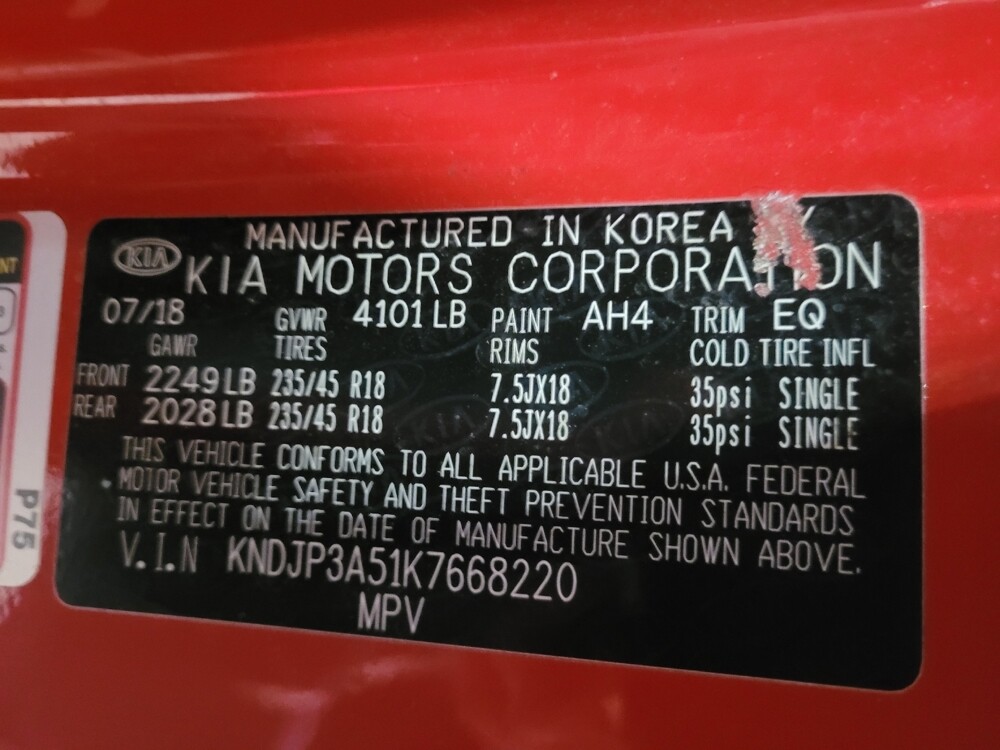 MANUFACTURED IN KOREA
KIA
KIA MOTORS CORPORATION
07/18 GVWR 4101 LB PAINT AH4 TRIM EQ
GAWR TIRES RIMS COLD TIRE INFL
FRONT 2249 LB 235/45 R18 7.5JX18 35psi SINGLE
REAR 2028 LB 235/45 R18 7.5JX18 35psi SINGLE
THIS VEHICLE CONFORMS TO ALL APPLICABLE U.S.A. FEDERAL
MOTOR VEHICLE SAFETY AND THEFT PREVENTION STANDARDS
IN EFFECT ON THE DATE OF MANUFACTURE SHOWN ABOVE.
V.I.N KNDJP3A51K7668220
MPV
P75
NT